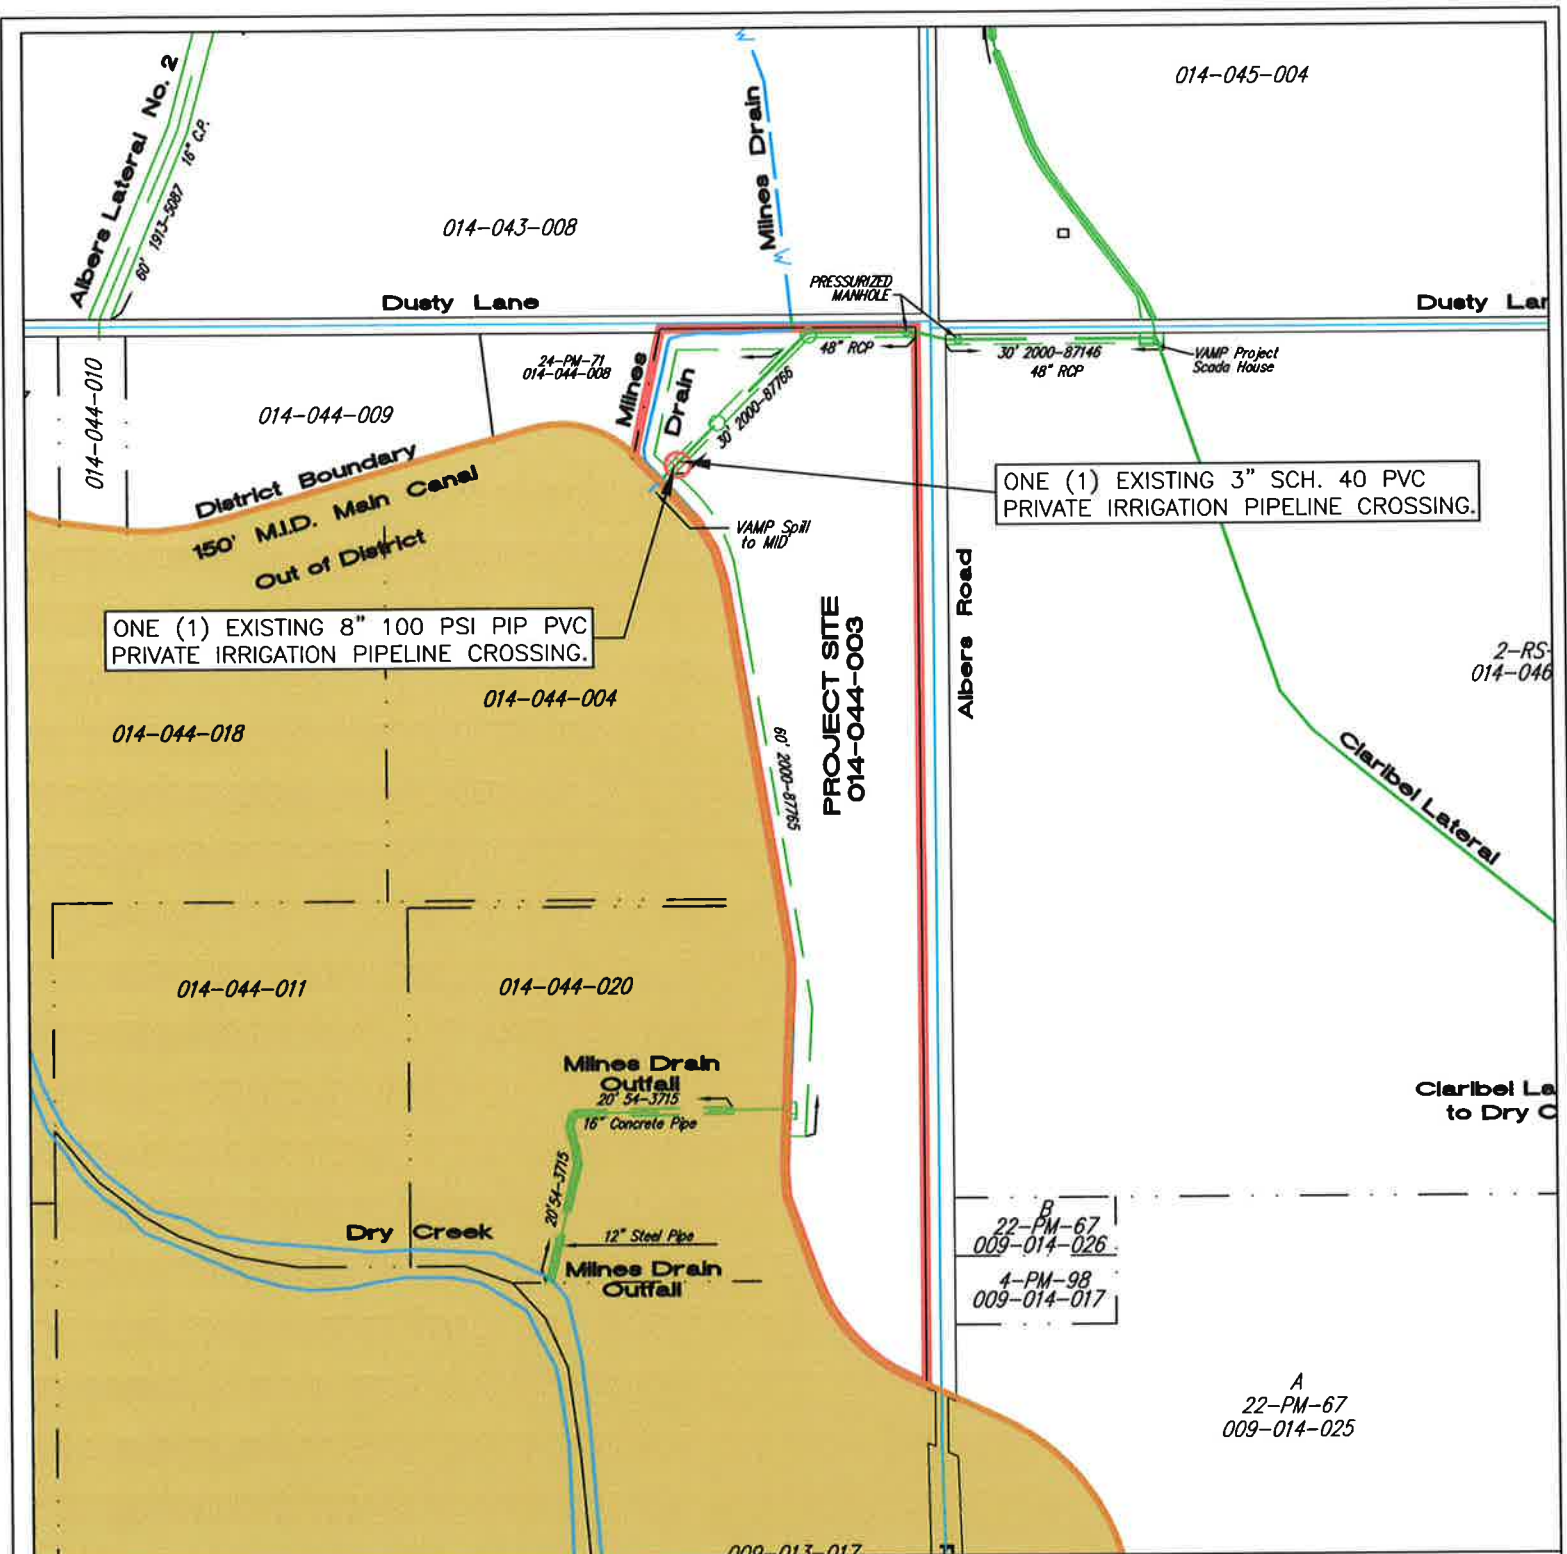 Albers Lateral No. 2
60' 1913-5087 16" C.P.
014-043-008
Milnes Drain
014-045-004
Dusty Lane
PRESSURIZED
MANHOLE
24-PM-71
014-044-008
Milnes
Drain
48" RCP
30' 2000-87766
30' 2000-87146
48" RCP
VAMP Project
Scada House
014-044-010
014-044-009
District Boundary
150' M.I.D. Main Canal
Out of District
VAMP Spill
to MID
ONE (1) EXISTING 3" SCH. 40 PVC
PRIVATE IRRIGATION PIPELINE CROSSING.
ONE (1) EXISTING 8" 100 PSI PIP PVC
PRIVATE IRRIGATION PIPELINE CROSSING.
014-044-018
014-044-004
60' 2000-87765
PROJECT SITE
014-044-003
Albers Road
2-RS-
014-046
Claribel Lateral
014-044-011
014-044-020
Milnes Drain
Outfall
20' 54-3715
16" Concrete Pipe
20' 54-3715
12" Steel Pipe
Milnes Drain
Outfall
Dry Creek
Claribel La
to Dry C
B
22-PM-67
009-014-026
4-PM-98
009-014-017
A
22-PM-67
009-014-025
009-013-017